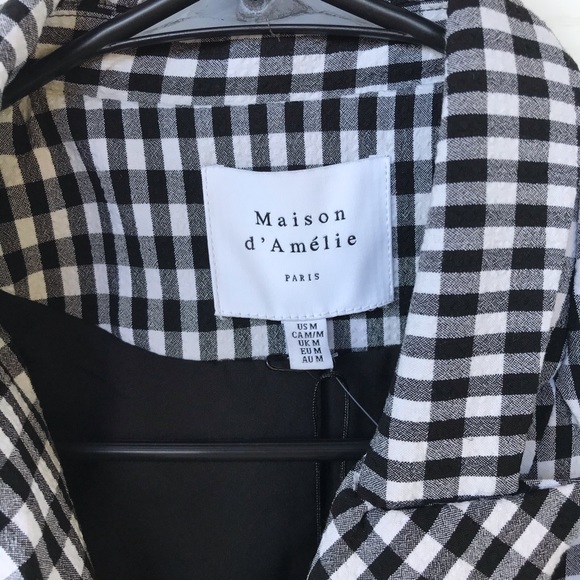 Maison
d'Amélie
PARIS
US M
CA M/M
UK M
EU M
AU M